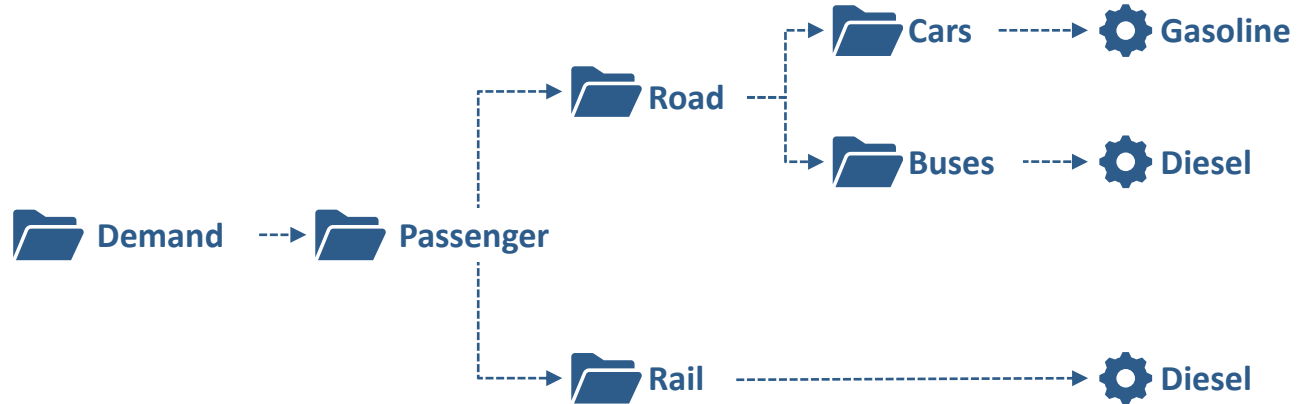 Cars
Gasoline
Road
Buses
Diesel
Demand
Passenger
Rail
Diesel